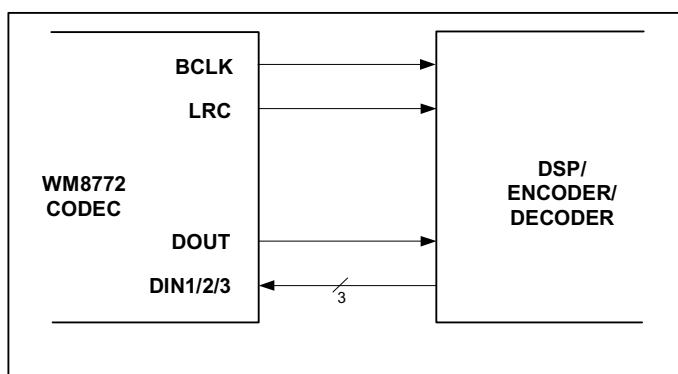 BCLK
LRC
WM8772
CODEC
DOUT
DIN1/2/3
3
DSP/
ENCODER/
DECODER